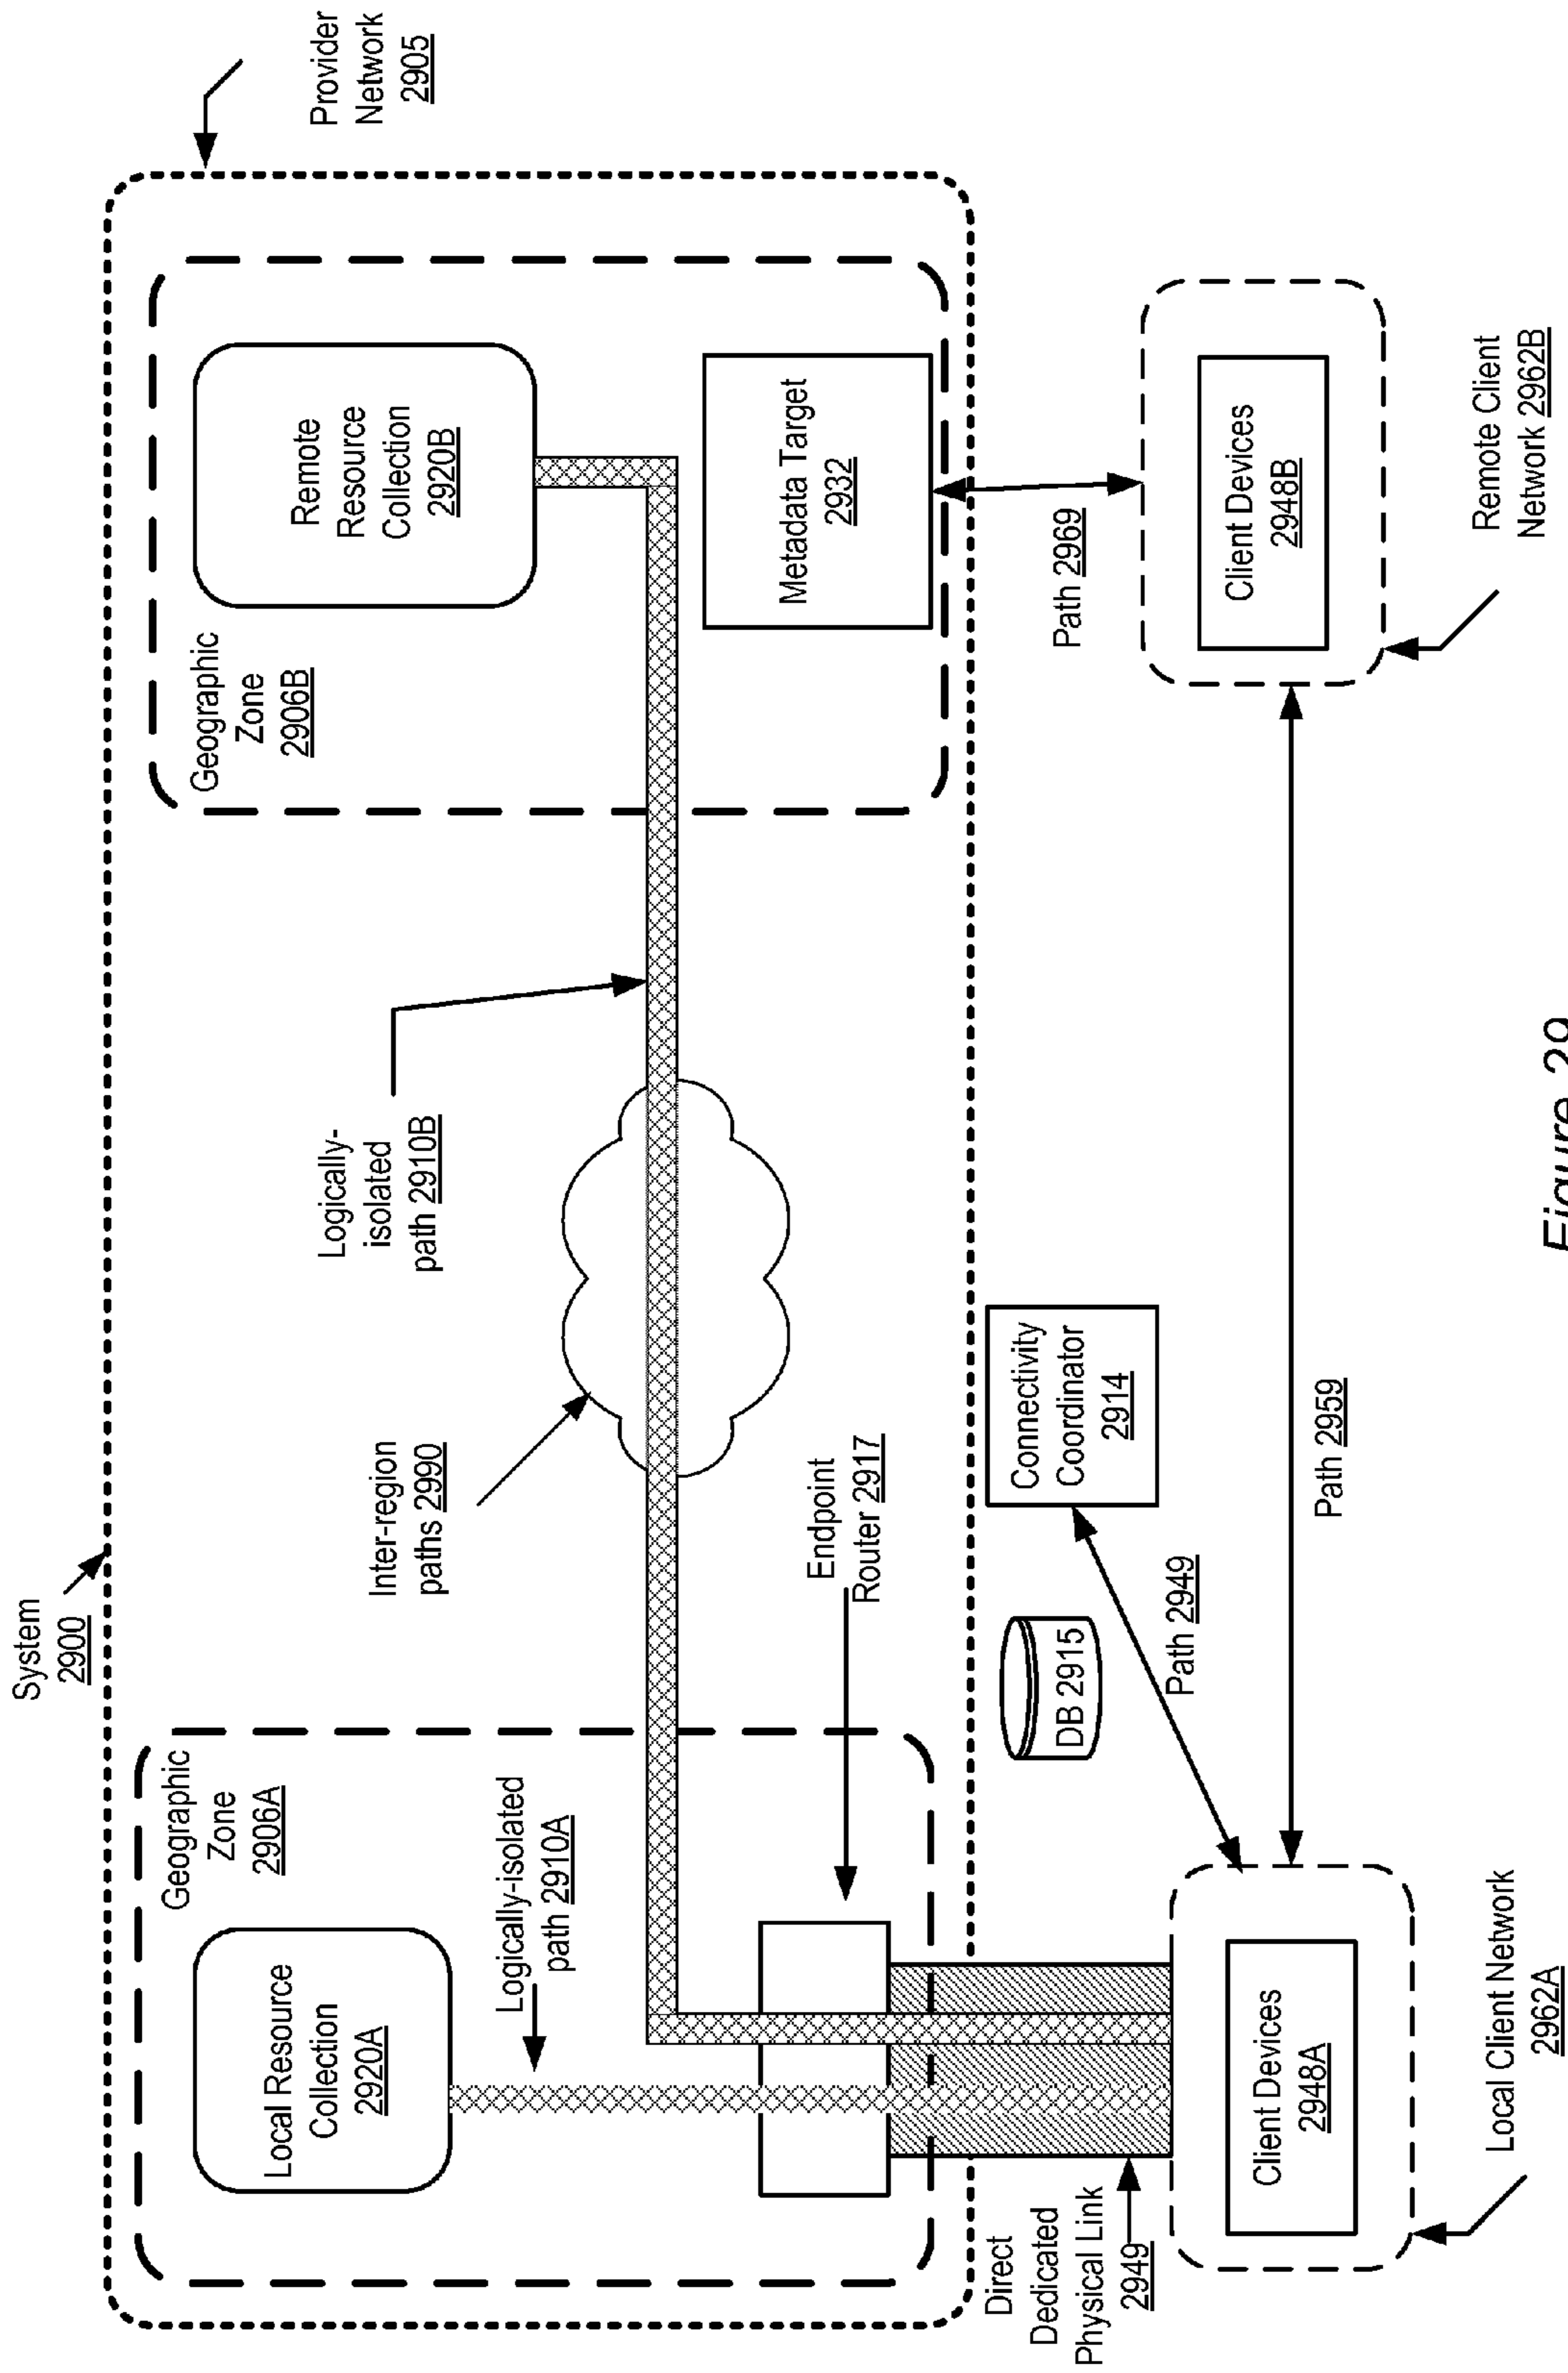 System
2900
Provider
Network
2905
Geographic
Zone
2906A
Local Resource
Collection
2920A
Logically-isolated
path 2910A
Inter-region
paths 2990
Logically-
isolated
path 2910B
Geographic
Zone
2906B
Remote
Resource
Collection
2920B
Metadata Target
2932
Endpoint
Router 2917
Direct
Dedicated
Physical Link
2949
DB 2915
Connectivity
Coordinator
2914
Path 2949
Path 2969
Path 2959
Client Devices
2948A
Local Client Network
2962A
Client Devices
2948B
Remote Client
Network 2962B
Figure 29